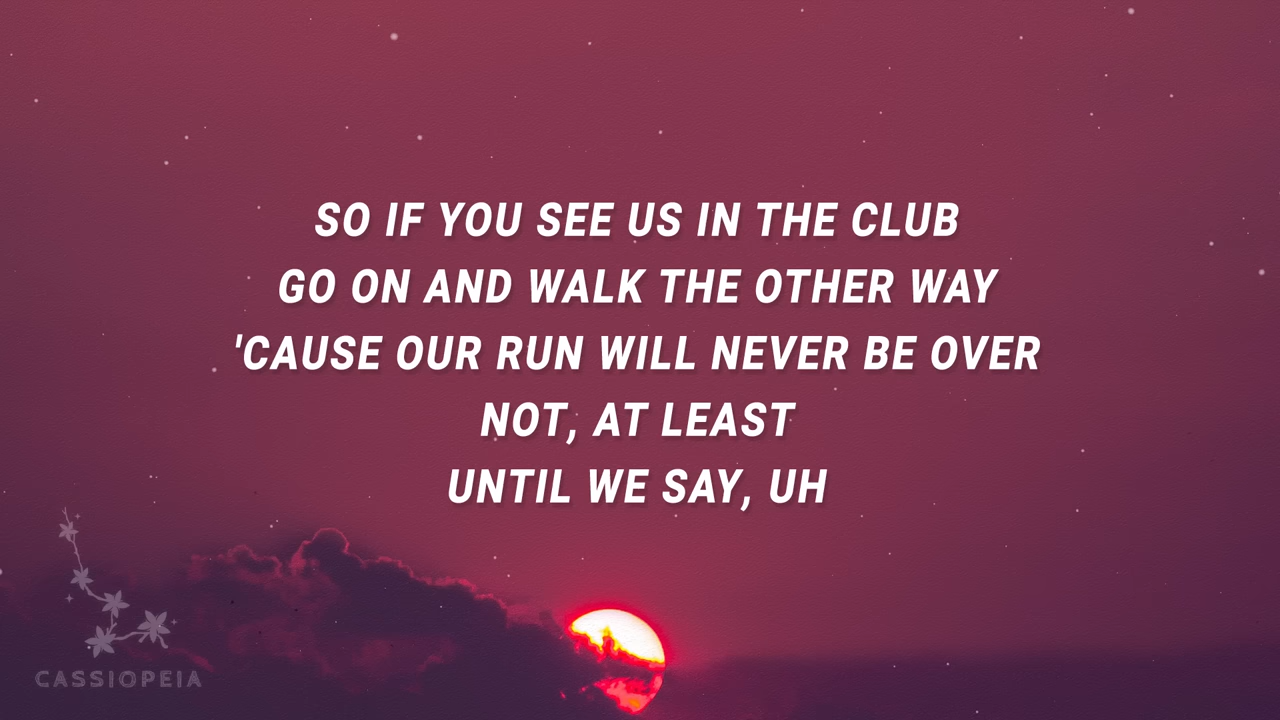 SO IF YOU SEE US IN THE CLUB
GO ON AND WALK THE OTHER WAY
'CAUSE OUR RUN WILL NEVER BE OVER
NOT, AT LEAST
UNTIL WE SAY, UH
CASSIOPEIA